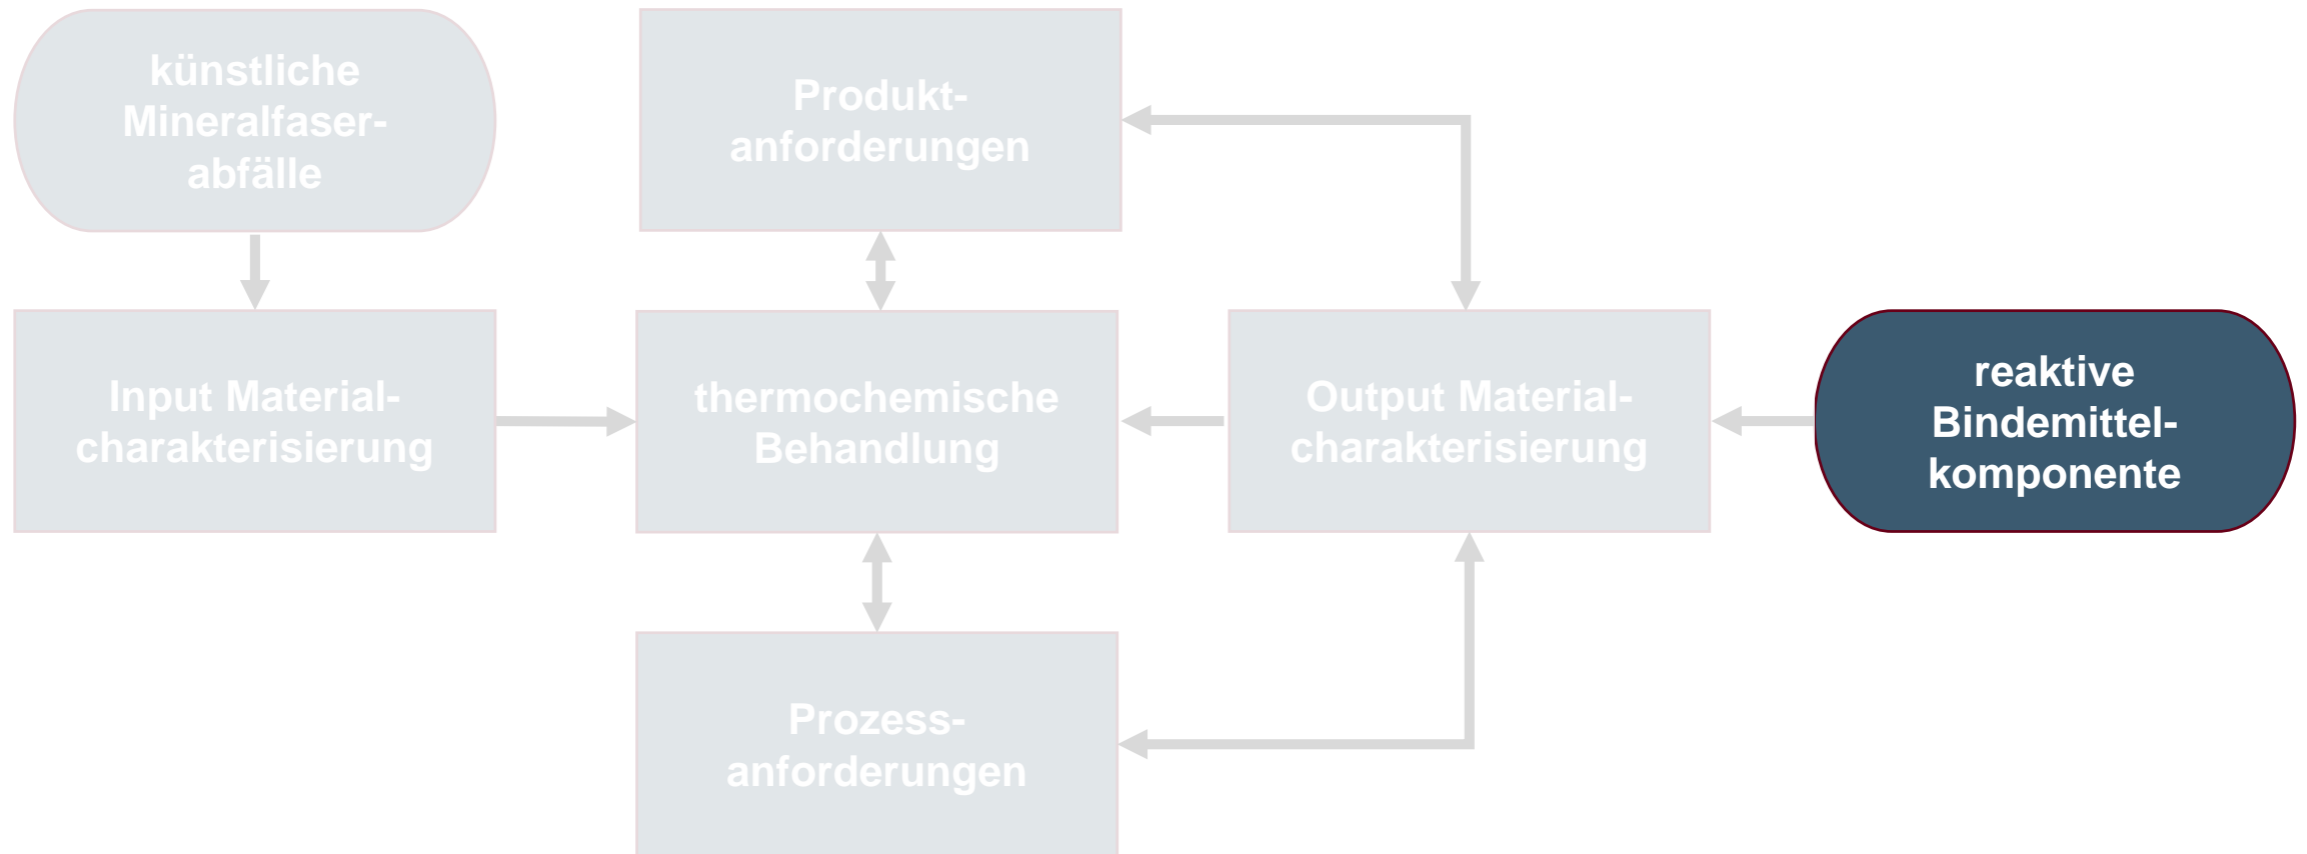 künstliche
Mineralfaser-
abfälle
Produkt-
anforderungen
Input Material-
charakterisierung
thermochemische
Behandlung
Output Material-
charakterisierung
reaktive
Bindemittel-
komponente
Prozess-
anforderungen